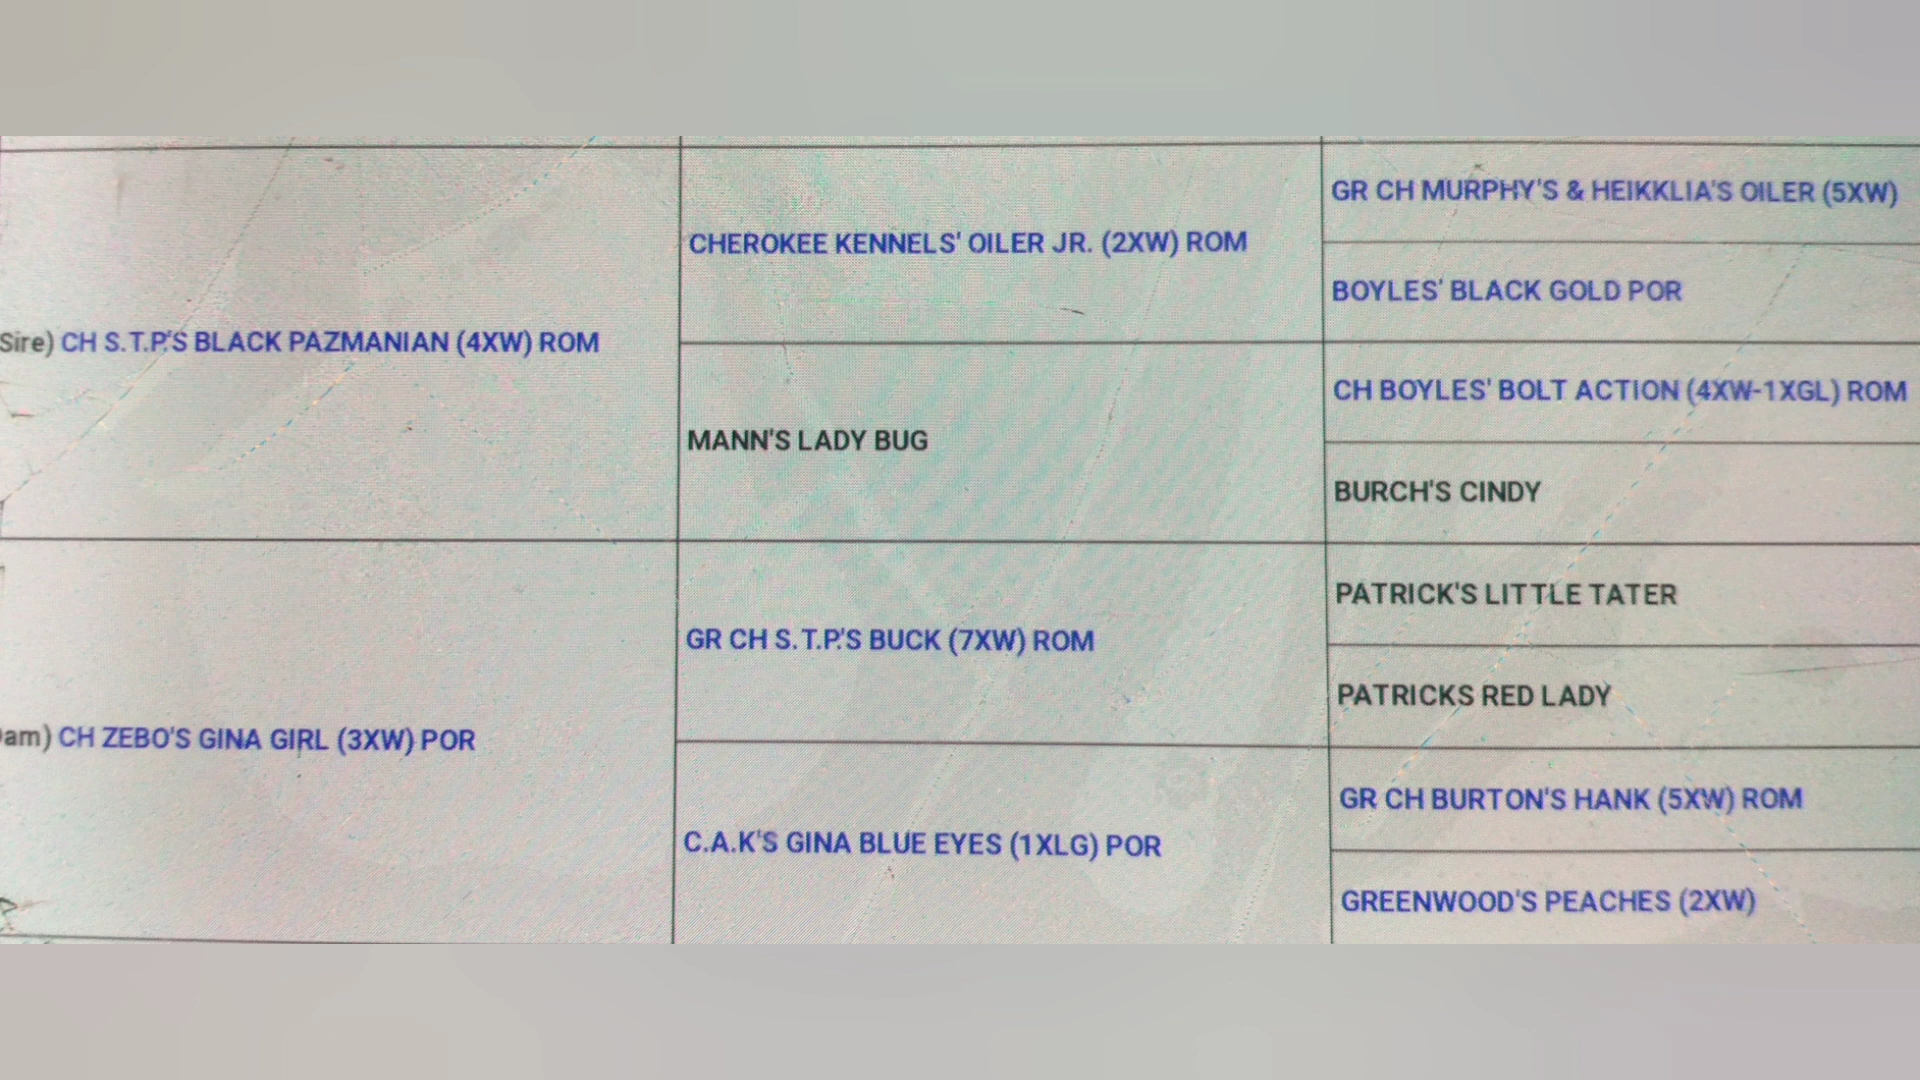 Sire) CH S.T.P.'S BLACK PAZMANIAN (4XW) ROM
CHEROKEE KENNELS' OILER JR. (2XW) ROM
GR CH MURPHY'S & HEIKKLIA'S OILER (5XW)
BOYLES' BLACK GOLD POR
MANN'S LADY BUG
CH BOYLES' BOLT ACTION (4XW-1XGL) ROM
BURCH'S CINDY
am) CH ZEBO'S GINA GIRL (3XW) POR
GR CH S.T.P.'S BUCK (7XW) ROM
PATRICK'S LITTLE TATER
PATRICKS RED LADY
C.A.K'S GINA BLUE EYES (1XLG) POR
GR CH BURTON'S HANK (5XW) ROM
GREENWOOD'S PEACHES (2XW)